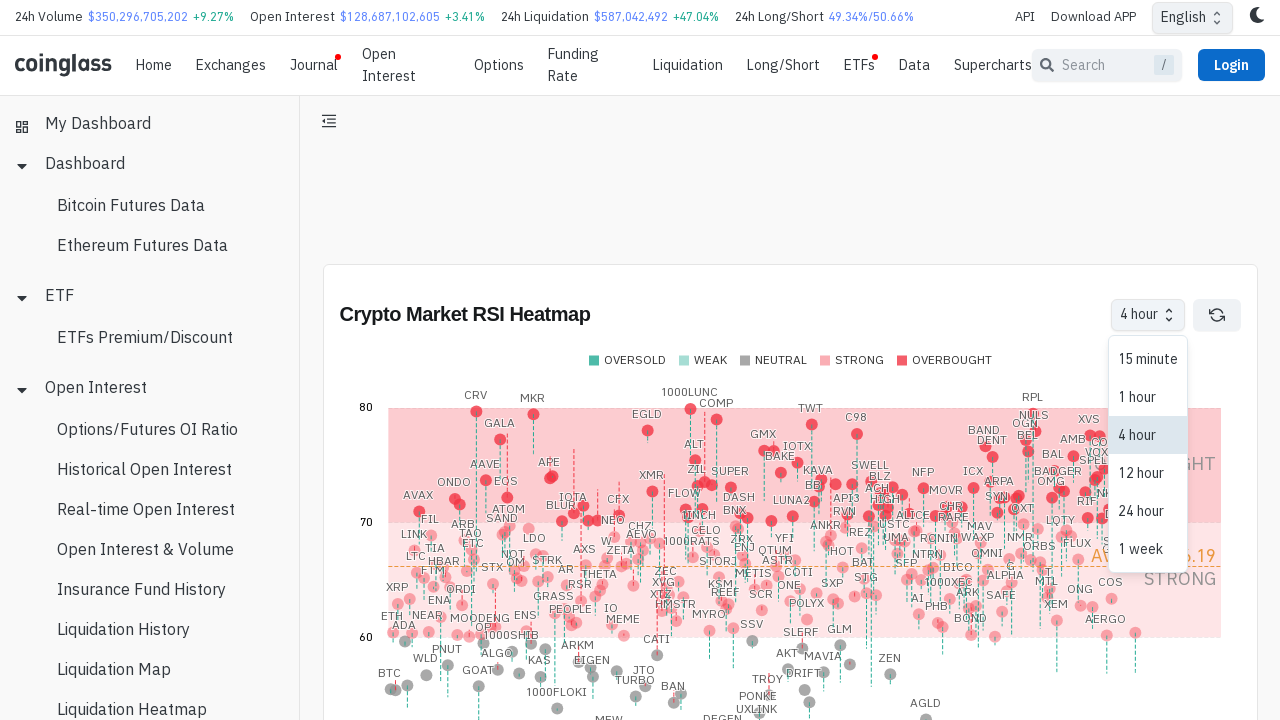 24h Volume $350,296,705,202 +9.27% Open Interest $128,687,102,605 +3.41% 24h Liquidation $587,042,492 +47.04% 24h Long/Short 49.34%/50.66% API Download APP English
coinglass Home Exchanges Journal Open Interest Options Funding Rate Liquidation Long/Short ETFs Data Supercharts Search / Login
My Dashboard
Dashboard
Bitcoin Futures Data
Ethereum Futures Data
ETF
ETFs Premium/Discount
Open Interest
Options/Futures OI Ratio
Historical Open Interest
Real-time Open Interest
Open Interest & Volume
Insurance Fund History
Liquidation History
Liquidation Map
Liquidation Heatmap
Crypto Market RSI Heatmap
4 hour
15 minute
1 hour
4 hour
12 hour
24 hour
1 week
OVERSOLD WEAK NEUTRAL STRONG OVERBOUGHT
80
70
60
STRONG
CRV MKR 1000LUNC COMP RPL
GALA EGLD TWT C98 NULS XVS
OGN
BAND DENT BEL AMB
ALT GMX IOTX BAKE BAL
AAVE APE ZIL SUPER KAVA SWELL NFP ICX BADGER SPELL
ONDO EOS XMR BB BLZ ARPA OMG
AVAX IOTA CFX FLOW DASH LUNA2 API3 ACH HIGH MOVR SYN RIF
ATOM BLUR BNX RVN CHR OXT
FIL SAND NEO 1INCH ALICE RARE LQTY
ARB CHZ CELO ANKR USTC
LINK TAO LDO AEVO ZRX YFI REZ UMA RONIN WAXP MAV NMR
TIA ETC W 1000RATS ENJ ORBS FLUX
LTC NOT AXS ZETA QTUM HOT NTRN OMNI
HBAR OM STRK STORJ ASTR BAT SFP
FTM STX AR THETA ZEC METIS COTI BICO G ALPHA T
XRP ORDI RSR XVG KSM ONE SXP STG 1000XEC MTL COS
GRASS XTZ REEF SCR ARK SAFE ONG
ENA PEOPLE IO HMSTR POLYX AI PHB XEM
ETH NEAR MOODENG ENS MEME MYRO BOND AERGO
ADA OP SSV
1000SHIB SLERF GLM
PNUT ALGO ARKM CATI
WLD KAS EIGEN AKT MAVIA ZEN
BTC GOAT JTO DRIFT
TURBO TROY
1000FLOKI BAN PONKE
UXLINK AGLD
MEW DEGEN